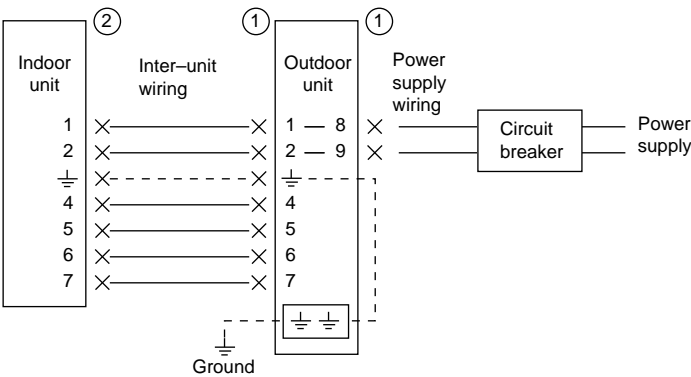 2
1
1
Indoor
unit
Inter–unit
wiring
Outdoor
unit
Power
supply
wiring
1
1 — 8
2
2 — 9
4
4
5
5
6
6
7
7
Circuit
breaker
Power
supply
Ground